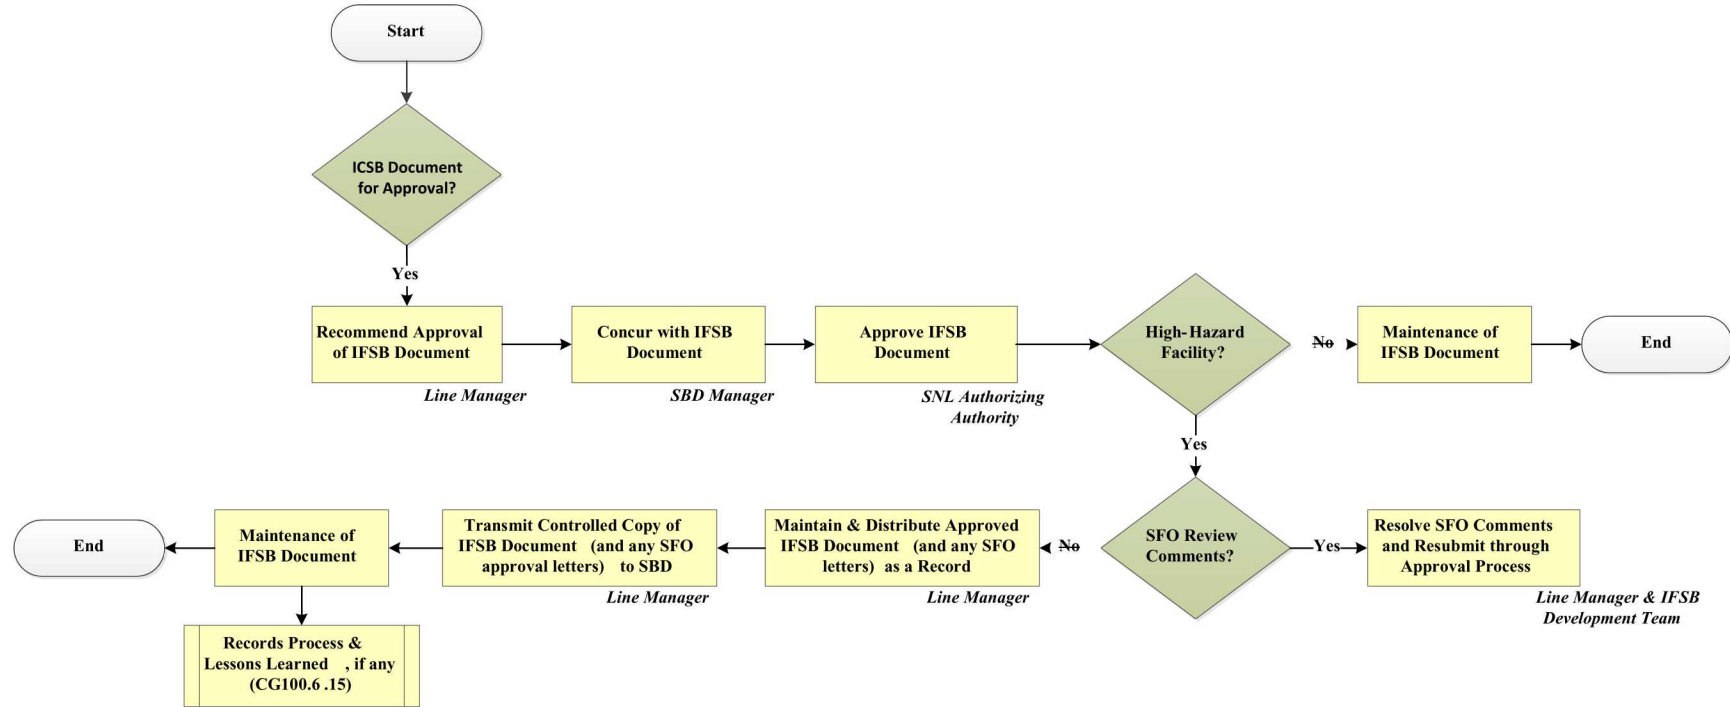 Start
ICSB Document
for Approval?
Yes
Recommend Approval
of IFSB Document
Line Manager
Concur with IFSB
Document
SBD Manager
Approve IFSB
Document
SNL Authorizing
Authority
High-Hazard
Facility?
No
Maintenance of
IFSB Document
End
Yes
SFO Review
Comments?
Yes
Resolve SFO Comments
and Resubmit through
Approval Process
Line Manager & IFSB
Development Team
No
Maintain & Distribute Approved
IFSB Document (and any SFO
letters) as a Record
Line Manager
Transmit Controlled Copy of
IFSB Document (and any SFO
approval letters) to SBD
Line Manager
Maintenance of
IFSB Document
End
Records Process &
Lessons Learned , if any
(CG100.6 .15)